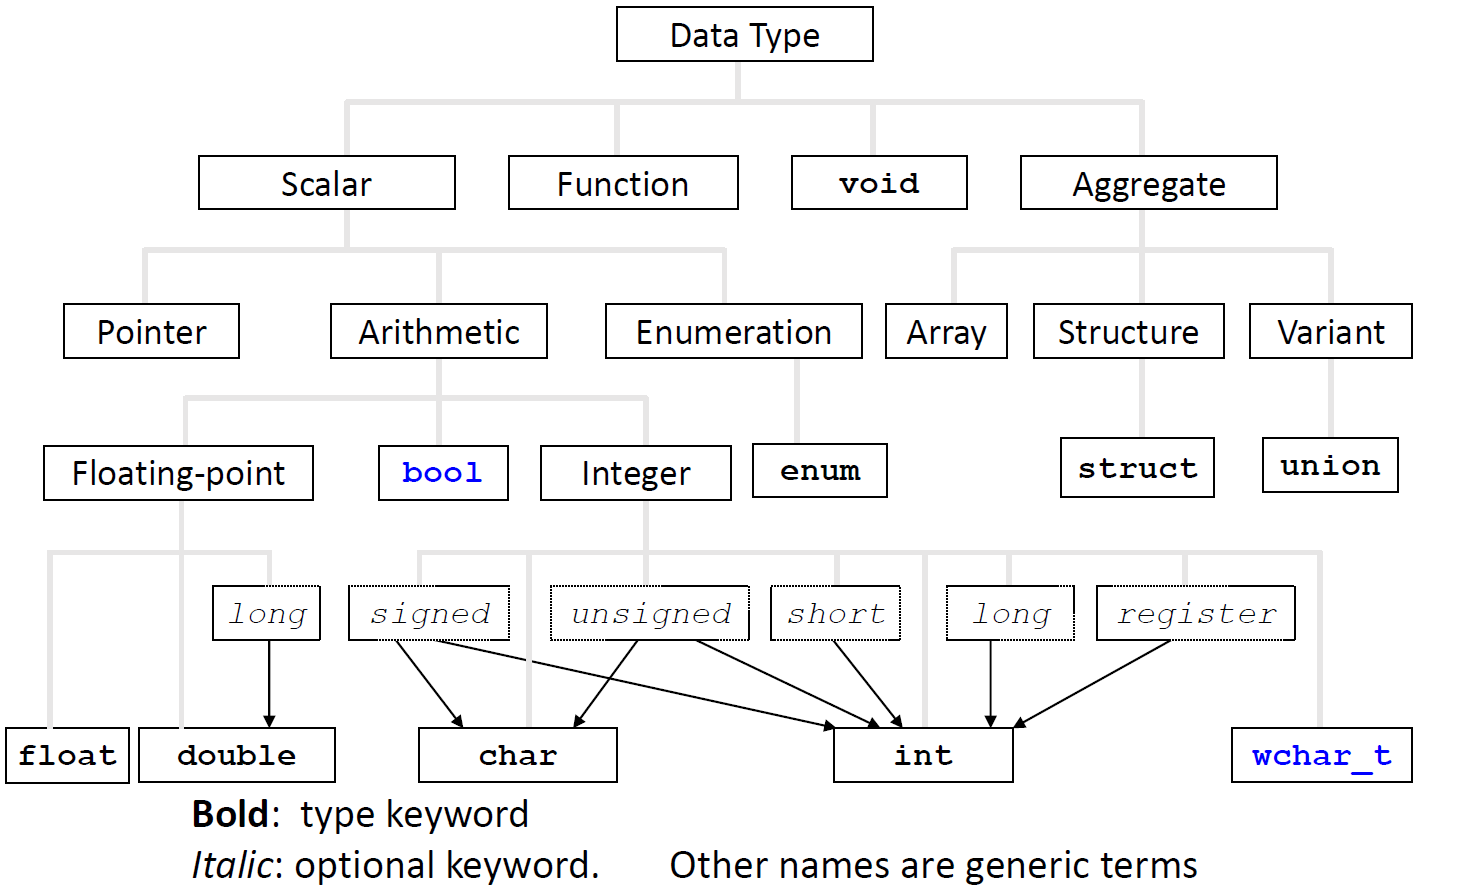 Data Type
Scalar
Function
void
Aggregate
Pointer
Arithmetic
Enumeration
Array
Structure
Variant
Floating-point
bool
Integer
enum
struct
union
long
signed
unsigned
short
long
register
float
double
char
int
wchar_t
Bold: type keyword
Italic: optional keyword.
Other names are generic terms